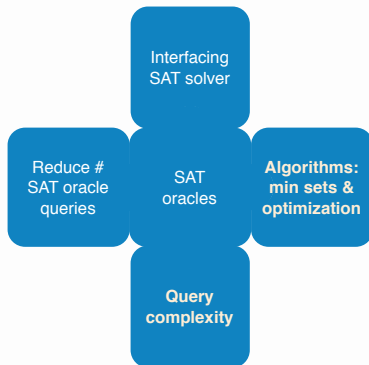 Interfacing
SAT solver
Reduce #
SAT oracle
queries
SAT
oracles
Algorithms:
min sets &
optimization
Query
complexity